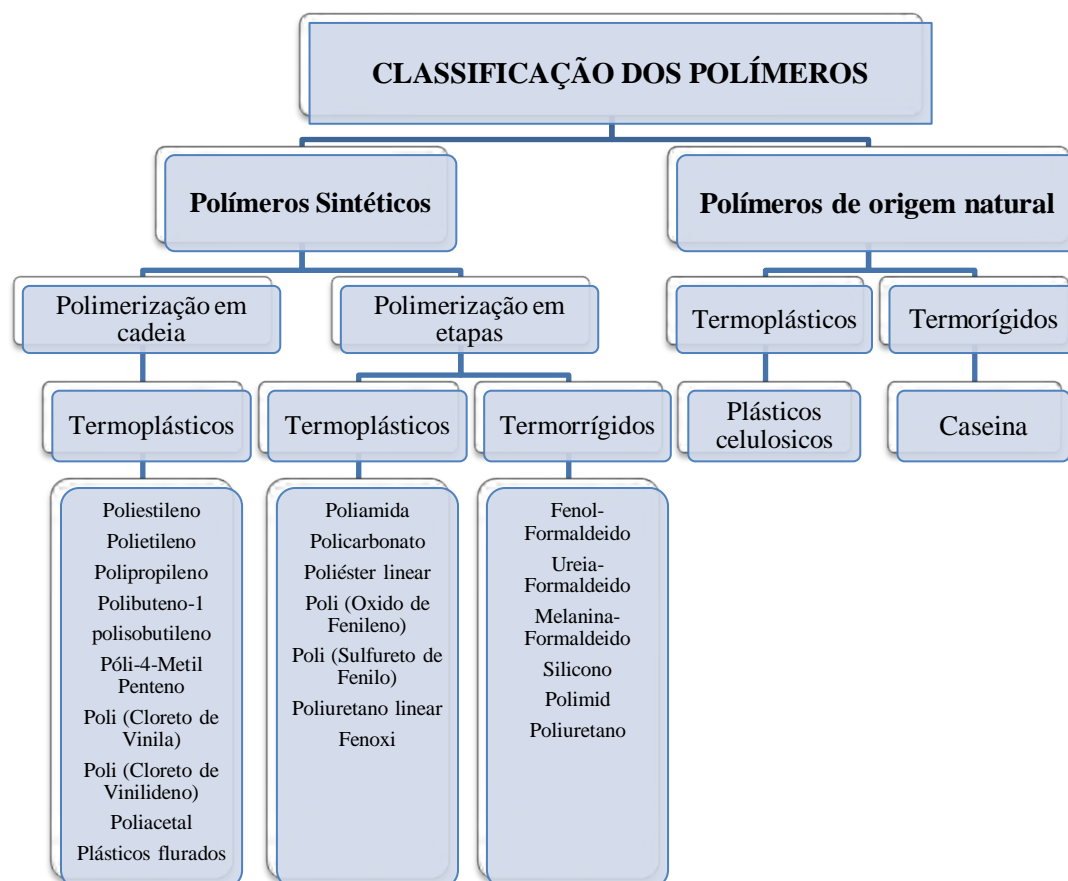 CLASSIFICAÇÃO DOS POLÍMEROS
Polímeros Sintéticos
Polímeros de origem natural
Polimerização em
cadeia
Polimerização em
etapas
Termoplásticos
Termorígidos
Termoplásticos
Termoplásticos
Termorrígidos
Plásticos
celulosicos
Caseina
Poliestileno
Polietileno
Polipropileno
Polibuteno-1
polisobutileno
Póli-4-Metil
Penteno
Poli (Cloreto de
Vinila)
Poli (Cloreto de
Vinilideno)
Poliacetal
Plásticos flurados
Poliamida
Policarbonato
Poliéster linear
Poli (Oxido de
Fenileno)
Poli (Sulfureto de
Fenilo)
Poliuretano linear
Fenoxi
Fenol-
Formaldeido
Ureia-
Formaldeido
Melanina-
Formaldeido
Silicono
Polimid
Poliuretano